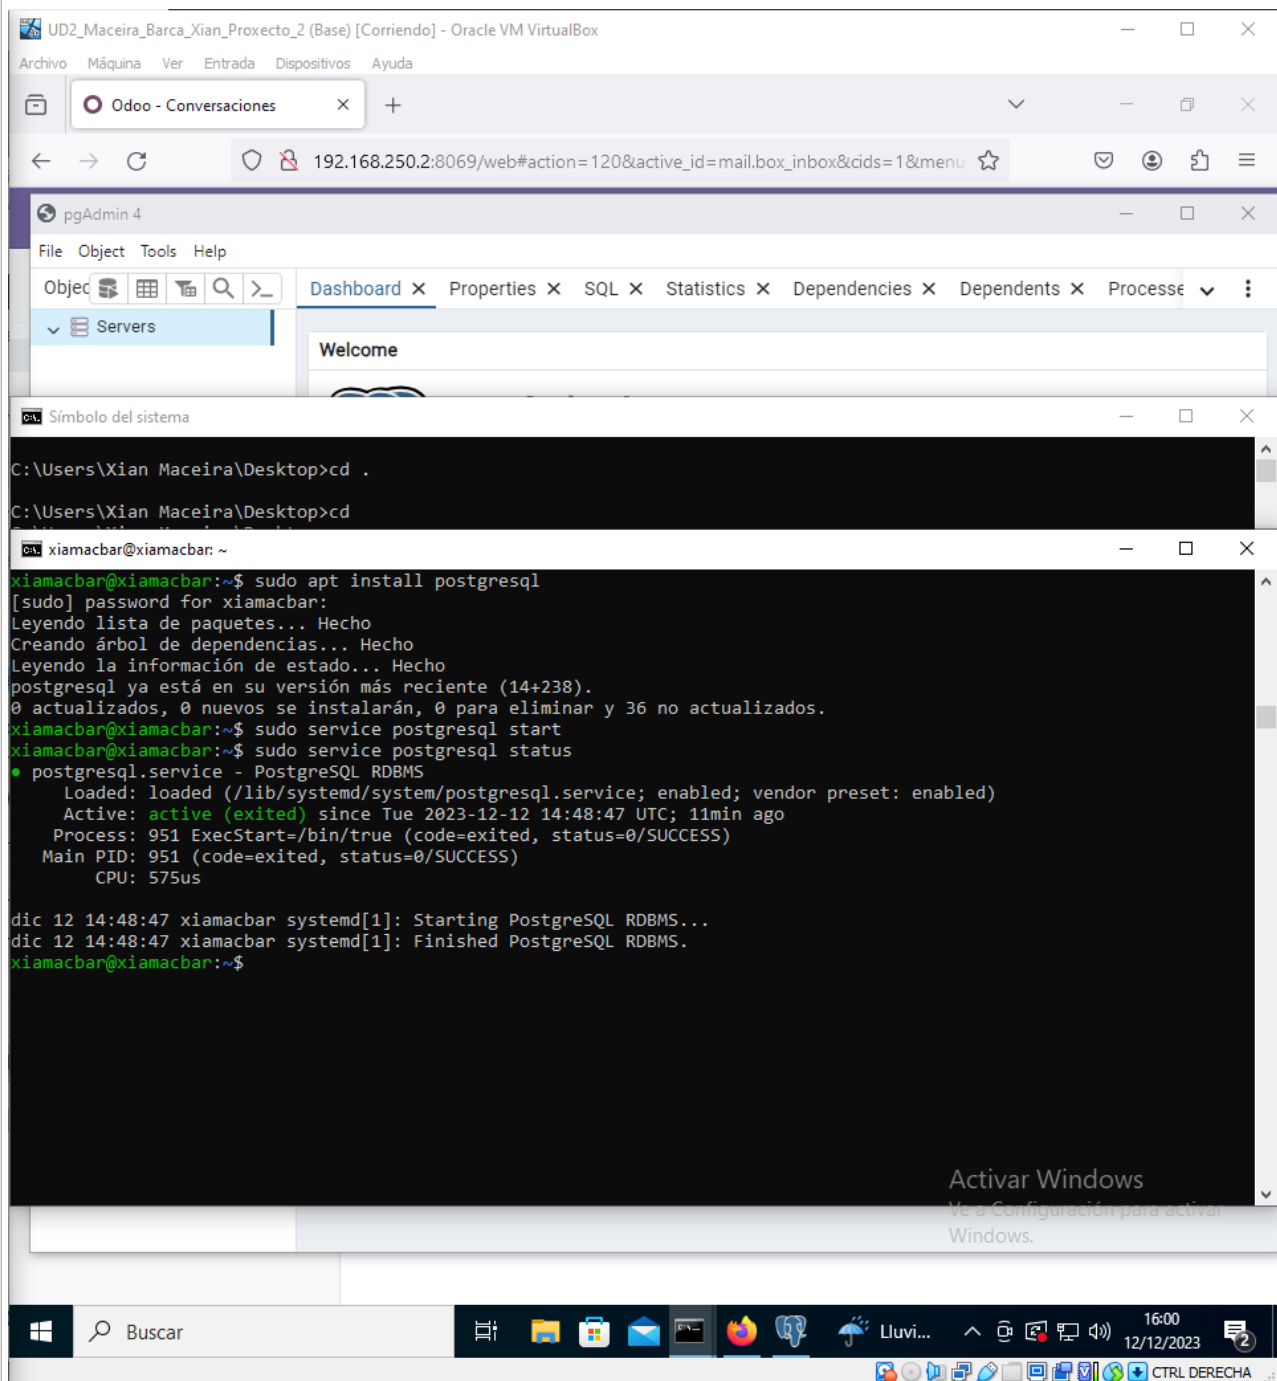 UD2_Maceira_Barca_Xian_Proxecto_2 (Base) [Corriendo] - Oracle VM VirtualBox
Archivo Máquina Ver Entrada Dispositivos Ayuda
Odoo - Conversaciones
192.168.250.2:8069/web#action=120&active_id=mail.box_inbox&cids=1&menu
pgAdmin 4
File Object Tools Help
Objec
Dashboard Properties SQL Statistics Dependencies Dependents Processe
Servers
Welcome
Símbolo del sistema
C:\Users\Xian Maceira\Desktop>cd .
C:\Users\Xian Maceira\Desktop>cd
xiamacbar@xiamacbar: ~
xiamacbar@xiamacbar:~$ sudo apt install postgresql
[sudo] password for xiamacbar:
Leyendo lista de paquetes... Hecho
Creando árbol de dependencias... Hecho
Leyendo la información de estado... Hecho
postgresql ya está en su versión más reciente (14+238).
0 actualizados, 0 nuevos se instalarán, 0 para eliminar y 36 no actualizados.
xiamacbar@xiamacbar:~$ sudo service postgresql start
xiamacbar@xiamacbar:~$ sudo service postgresql status
● postgresql.service - PostgreSQL RDBMS
Loaded: loaded (/lib/systemd/system/postgresql.service; enabled; vendor preset: enabled)
Active: active (exited) since Tue 2023-12-12 14:48:47 UTC; 11min ago
Process: 951 ExecStart=/bin/true (code=exited, status=0/SUCCESS)
Main PID: 951 (code=exited, status=0/SUCCESS)
CPU: 575us
dic 12 14:48:47 xiamacbar systemd[1]: Starting PostgreSQL RDBMS...
dic 12 14:48:47 xiamacbar systemd[1]: Finished PostgreSQL RDBMS.
xiamacbar@xiamacbar:~$
Activar Windows
Ve a Configuración para activar
Windows.
Buscar
Lluvi...
16:00
12/12/2023
2
CTRL DERECHA